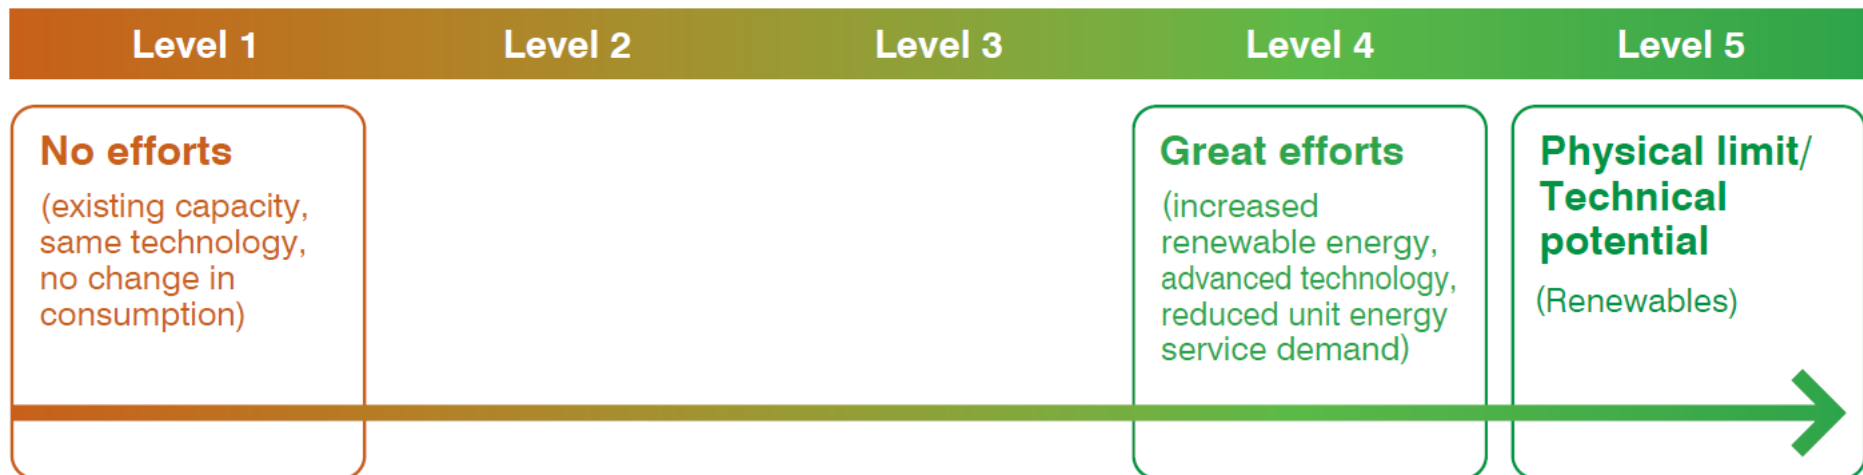 Level 1 Level 2 Level 3 Level 4 Level 5
No efforts
(existing capacity,
same technology,
no change in
consumption)
Great efforts
(increased
renewable energy,
advanced technology,
reduced unit energy
service demand)
Physical limit/
Technical
potential
(Renewables)